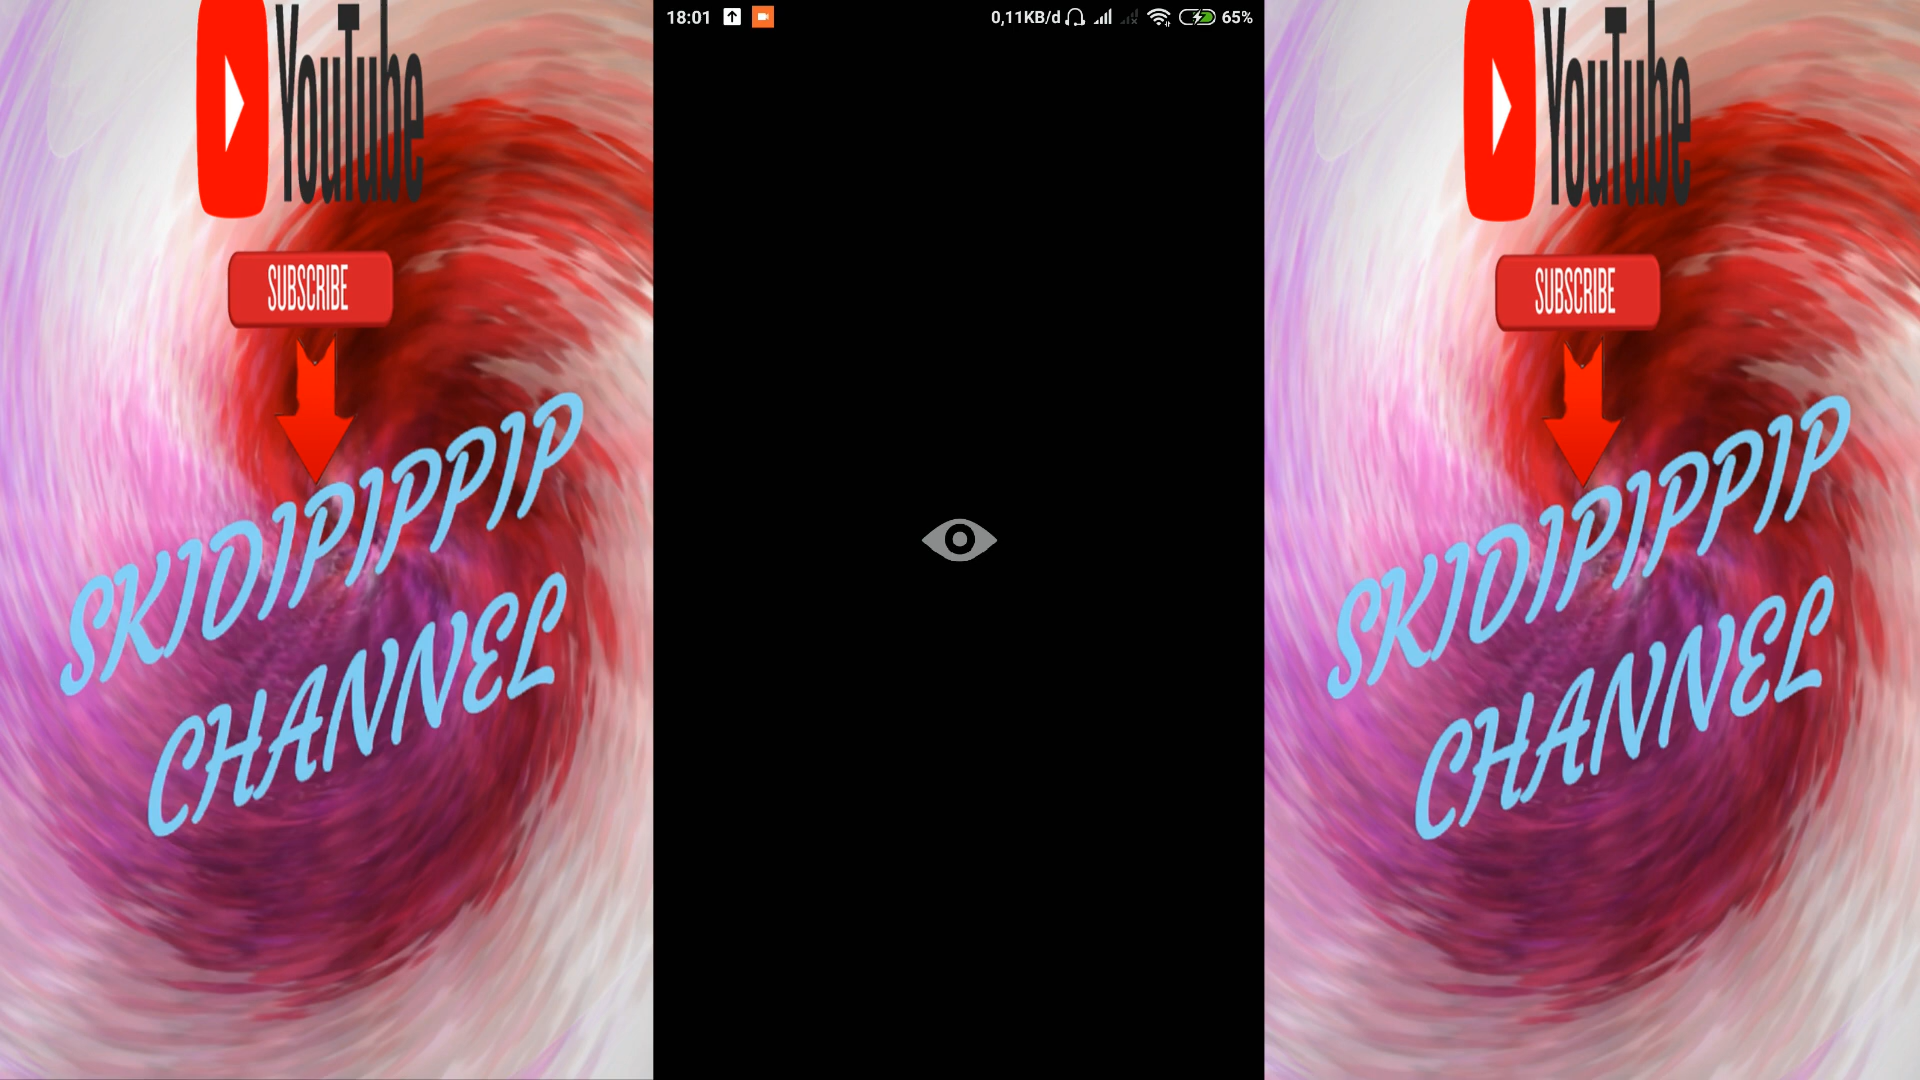 YouTube
SUBSCRIBE
SKIDIPIPPIP
CHANNEL
18:01 0,11KB/d 65%
YouTube
SUBSCRIBE
SKIDIPIPPIP
CHANNEL